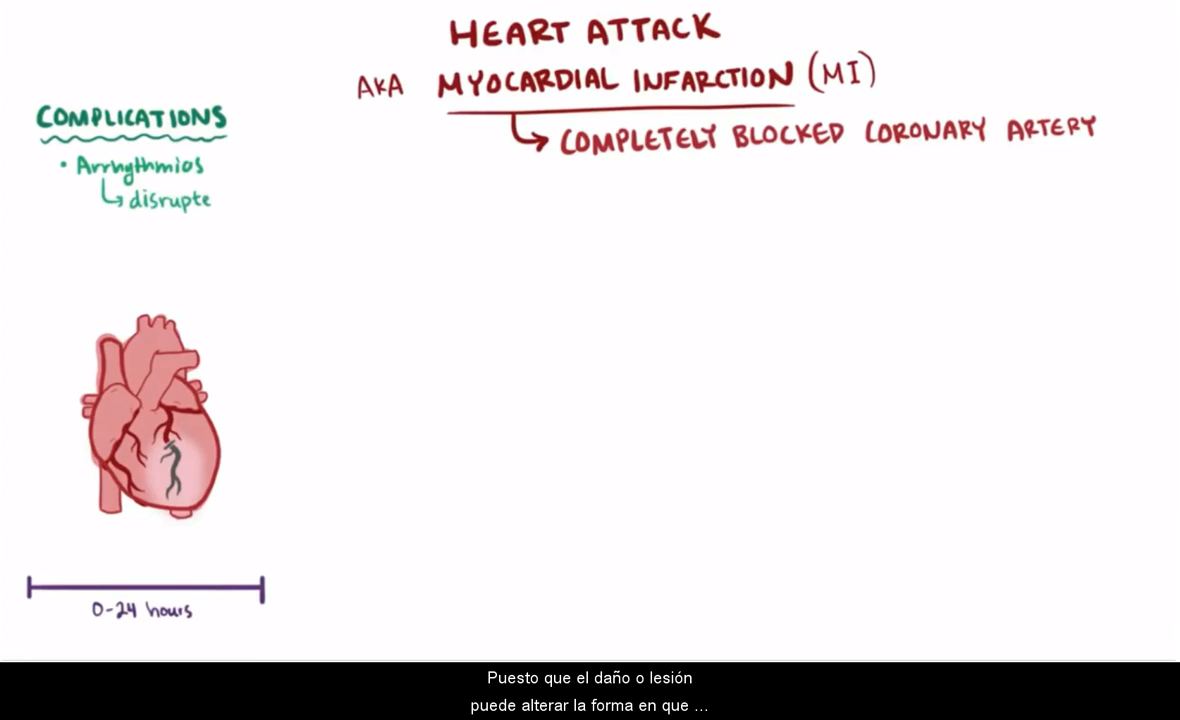 HEART ATTACK
AKA MYOCARDIAL INFARCTION (MI)
COMPLETELY BLOCKED CORONARY ARTERY
COMPLICATIONS
• Arrhythmias
disrupte
0-24 hours
Puesto que el daño o lesión
puede alterar la forma en que ...